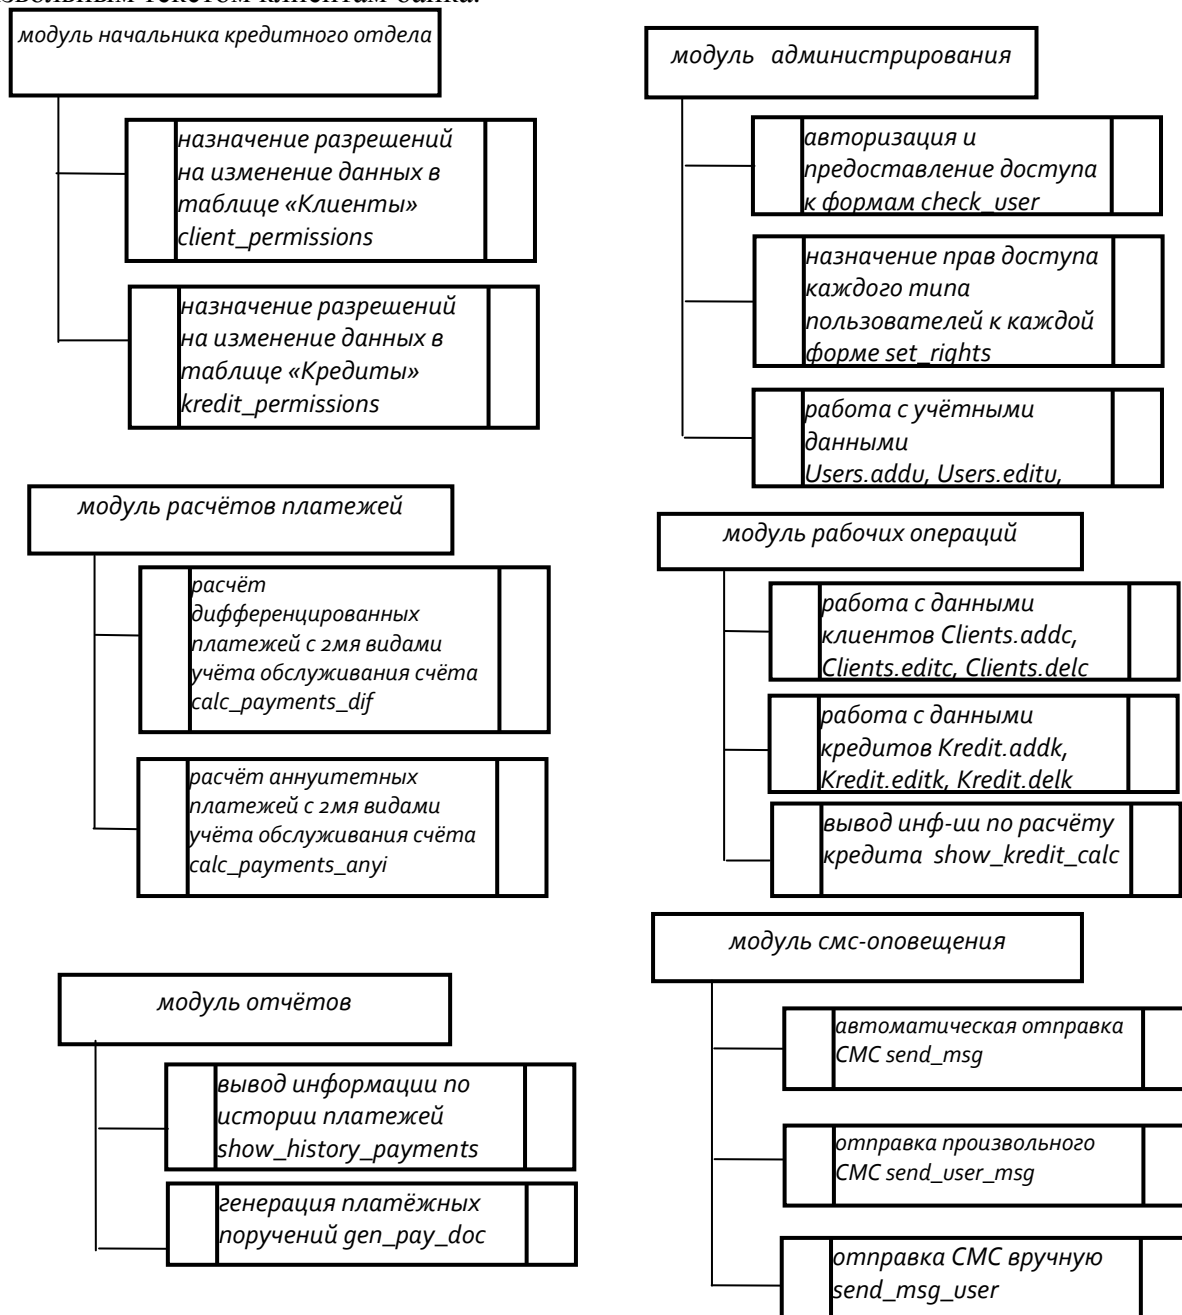 извольным текстом клиентам банка.
модуль начальника кредитного отдела
назначение разрешений
на изменение данных в
таблице «Клиенты»
client_permissions
назначение разрешений
на изменение данных в
таблице «Кредиты»
kredit_permissions
модуль администрирования
авторизация и
предоставление доступа
к формам check_user
назначение прав доступа
каждого типа
пользователей к каждой
форме set_rights
работа с учётными
данными
Users.addu, Users.editu,
модуль расчётов платежей
расчёт
дифференцированных
платежей с 2мя видами
учёта обслуживания счёта
calc_payments_dif
расчёт аннуитетных
платежей с 2мя видами
учёта обслуживания счёта
calc_payments_anyi
модуль рабочих операций
работа с данными
клиентов Clients.addc,
Clients.editc, Clients.delc
работа с данными
кредитов Kredit.addk,
Kredit.editk, Kredit.delk
вывод инф-ии по расчёту
кредита show_kredit_calc
модуль отчётов
вывод информации по
истории платежей
show_history_payments
генерация платёжных
поручений gen_pay_doc
модуль смс-оповещения
автоматическая отправка
СМС send_msg
отправка произвольного
СМС send_user_msg
отправка СМС вручную
send_msg_user